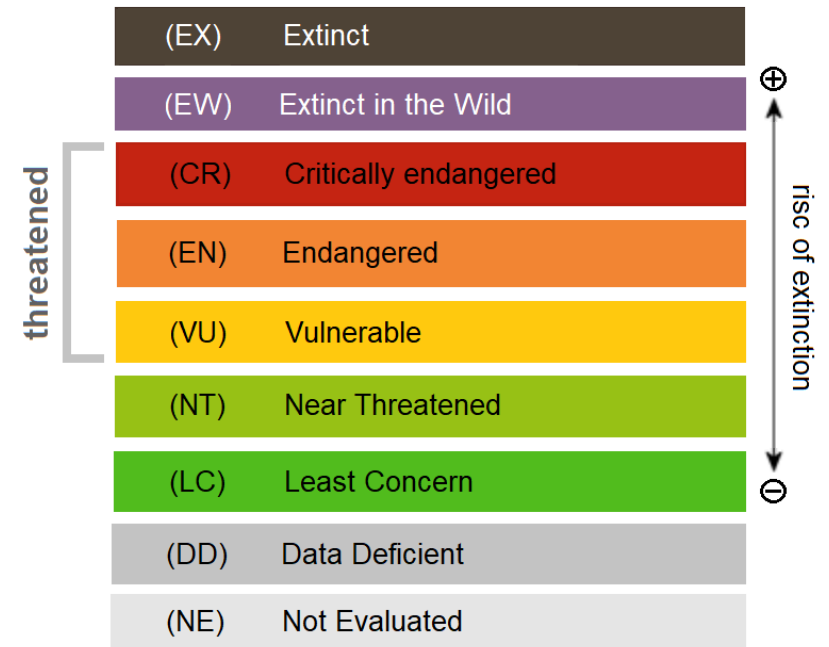 (EX) Extinct
(EW) Extinct in the Wild
threatened
(CR) Critically endangered
(EN) Endangered
(VU) Vulnerable
(NT) Near Threatened
(LC) Least Concern
(DD) Data Deficient
(NE) Not Evaluated
+
risc of extinction
-